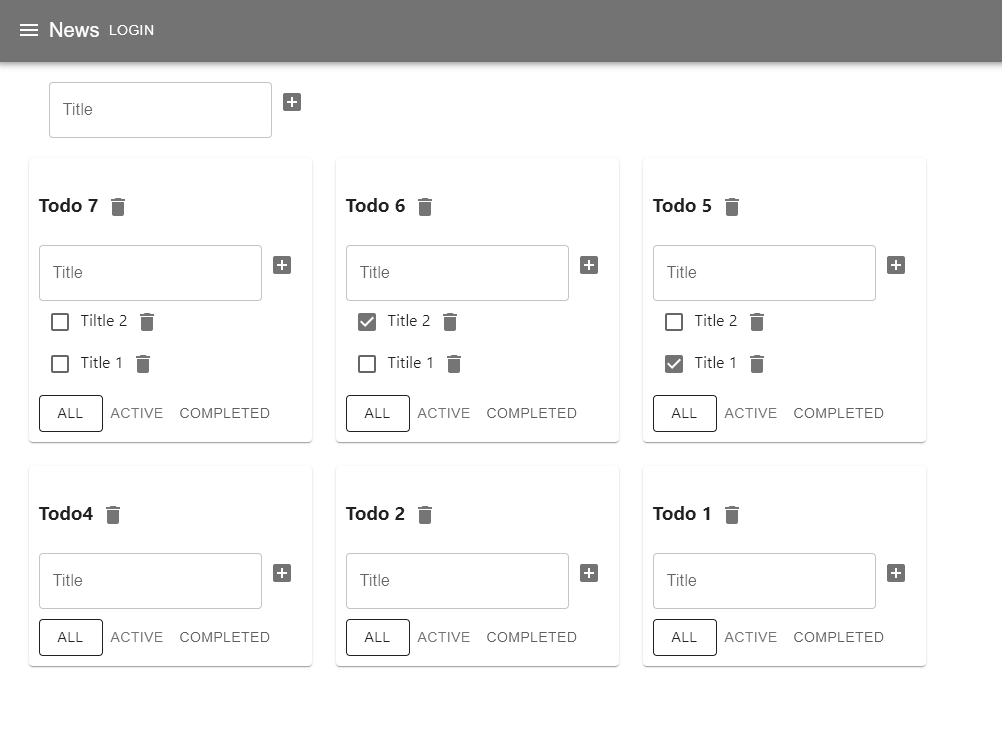 News LOGIN
Title
Todo 7
Title
Tiltle 2
Title 1
ALL ACTIVE COMPLETED
Todo 6
Title
Title 2
Titile 1
ALL ACTIVE COMPLETED
Todo 5
Title
Title 2
Title 1
ALL ACTIVE COMPLETED
Todo4
Title
ALL ACTIVE COMPLETED
Todo 2
Title
ALL ACTIVE COMPLETED
Todo 1
Title
ALL ACTIVE COMPLETED